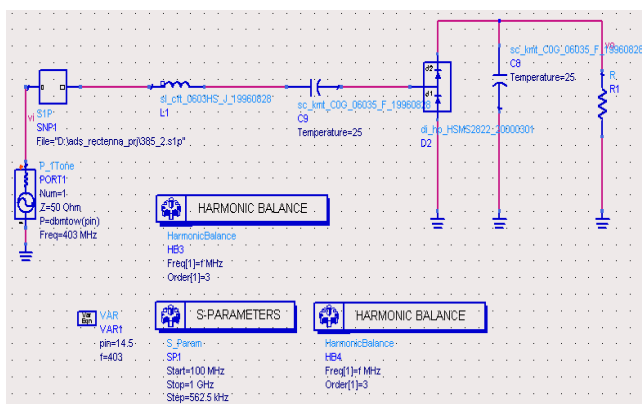 sc_kmt_C0G_06035_F_19960828
C8
Temperature=25
vo
R
R1
sl_cft_0603HS_J_19960828
L1
sc_kmt_C0G_06035_F_19960828
C9
Temperature=25
di_hp_HSMS2822_20000301
D2
vi
S1P
SNP1
File="D:\ads_rectenna_prj\385_2.s1p"
P_1Tone
PORT1
Num=1
Z=50 Ohm
P=dbmtow(pin)
Freq=403 MHz
HARMONIC BALANCE
HarmonicBalance
HB3
Freq[1]=f MHz
Order[1]=3
Var
Eqn
VAR
VAR1
pin=14.5
f=403
S-PARAMETERS
S_Param
SP1
Start=100 MHz
Stop=1 GHz
Step=562.5 kHz
HARMONIC BALANCE
HarmonicBalance
HB4
Freq[1]=f MHz
Order[1]=3